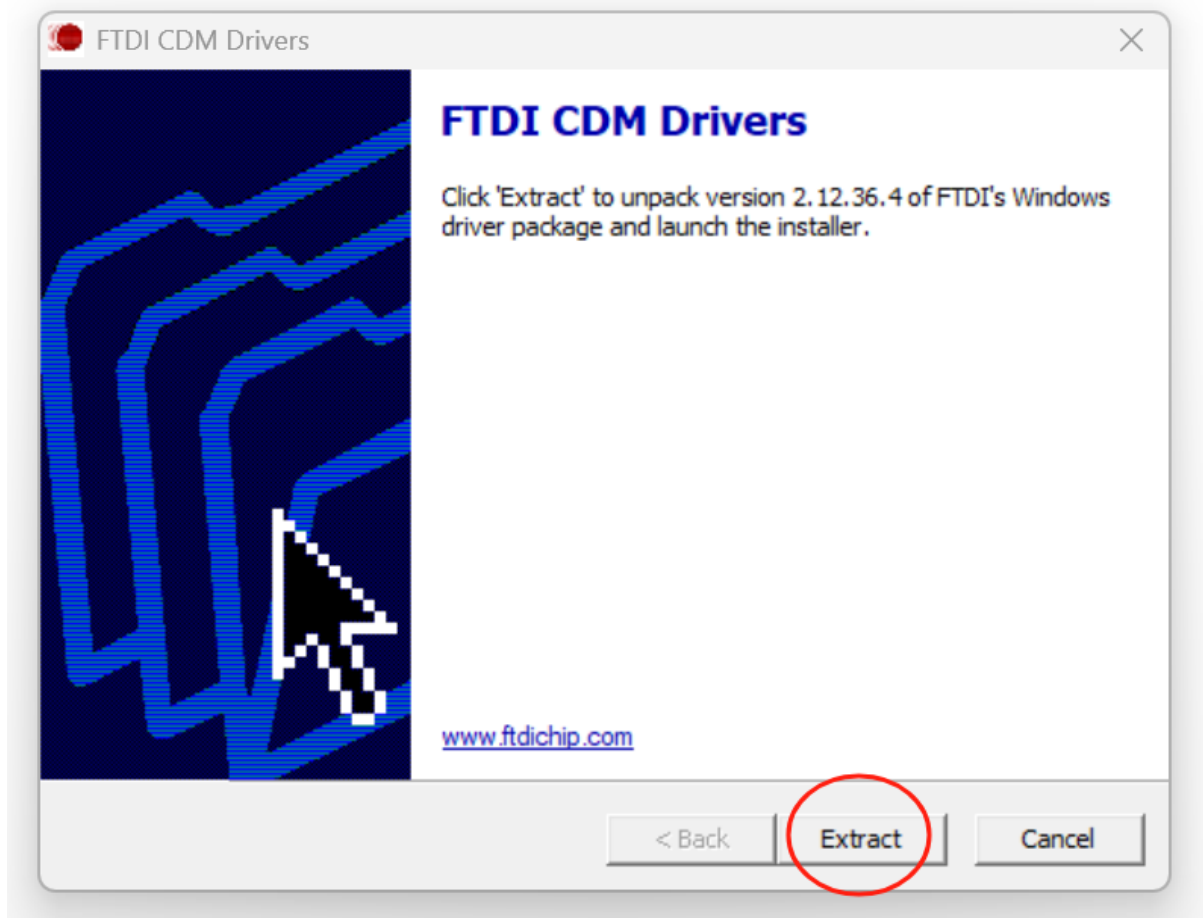 FTDI CDM Drivers
FTDI CDM Drivers
Click 'Extract' to unpack version 2.12.36.4 of FTDI's Windows
driver package and launch the installer.
www.ftdichip.com
< Back
Extract
Cancel